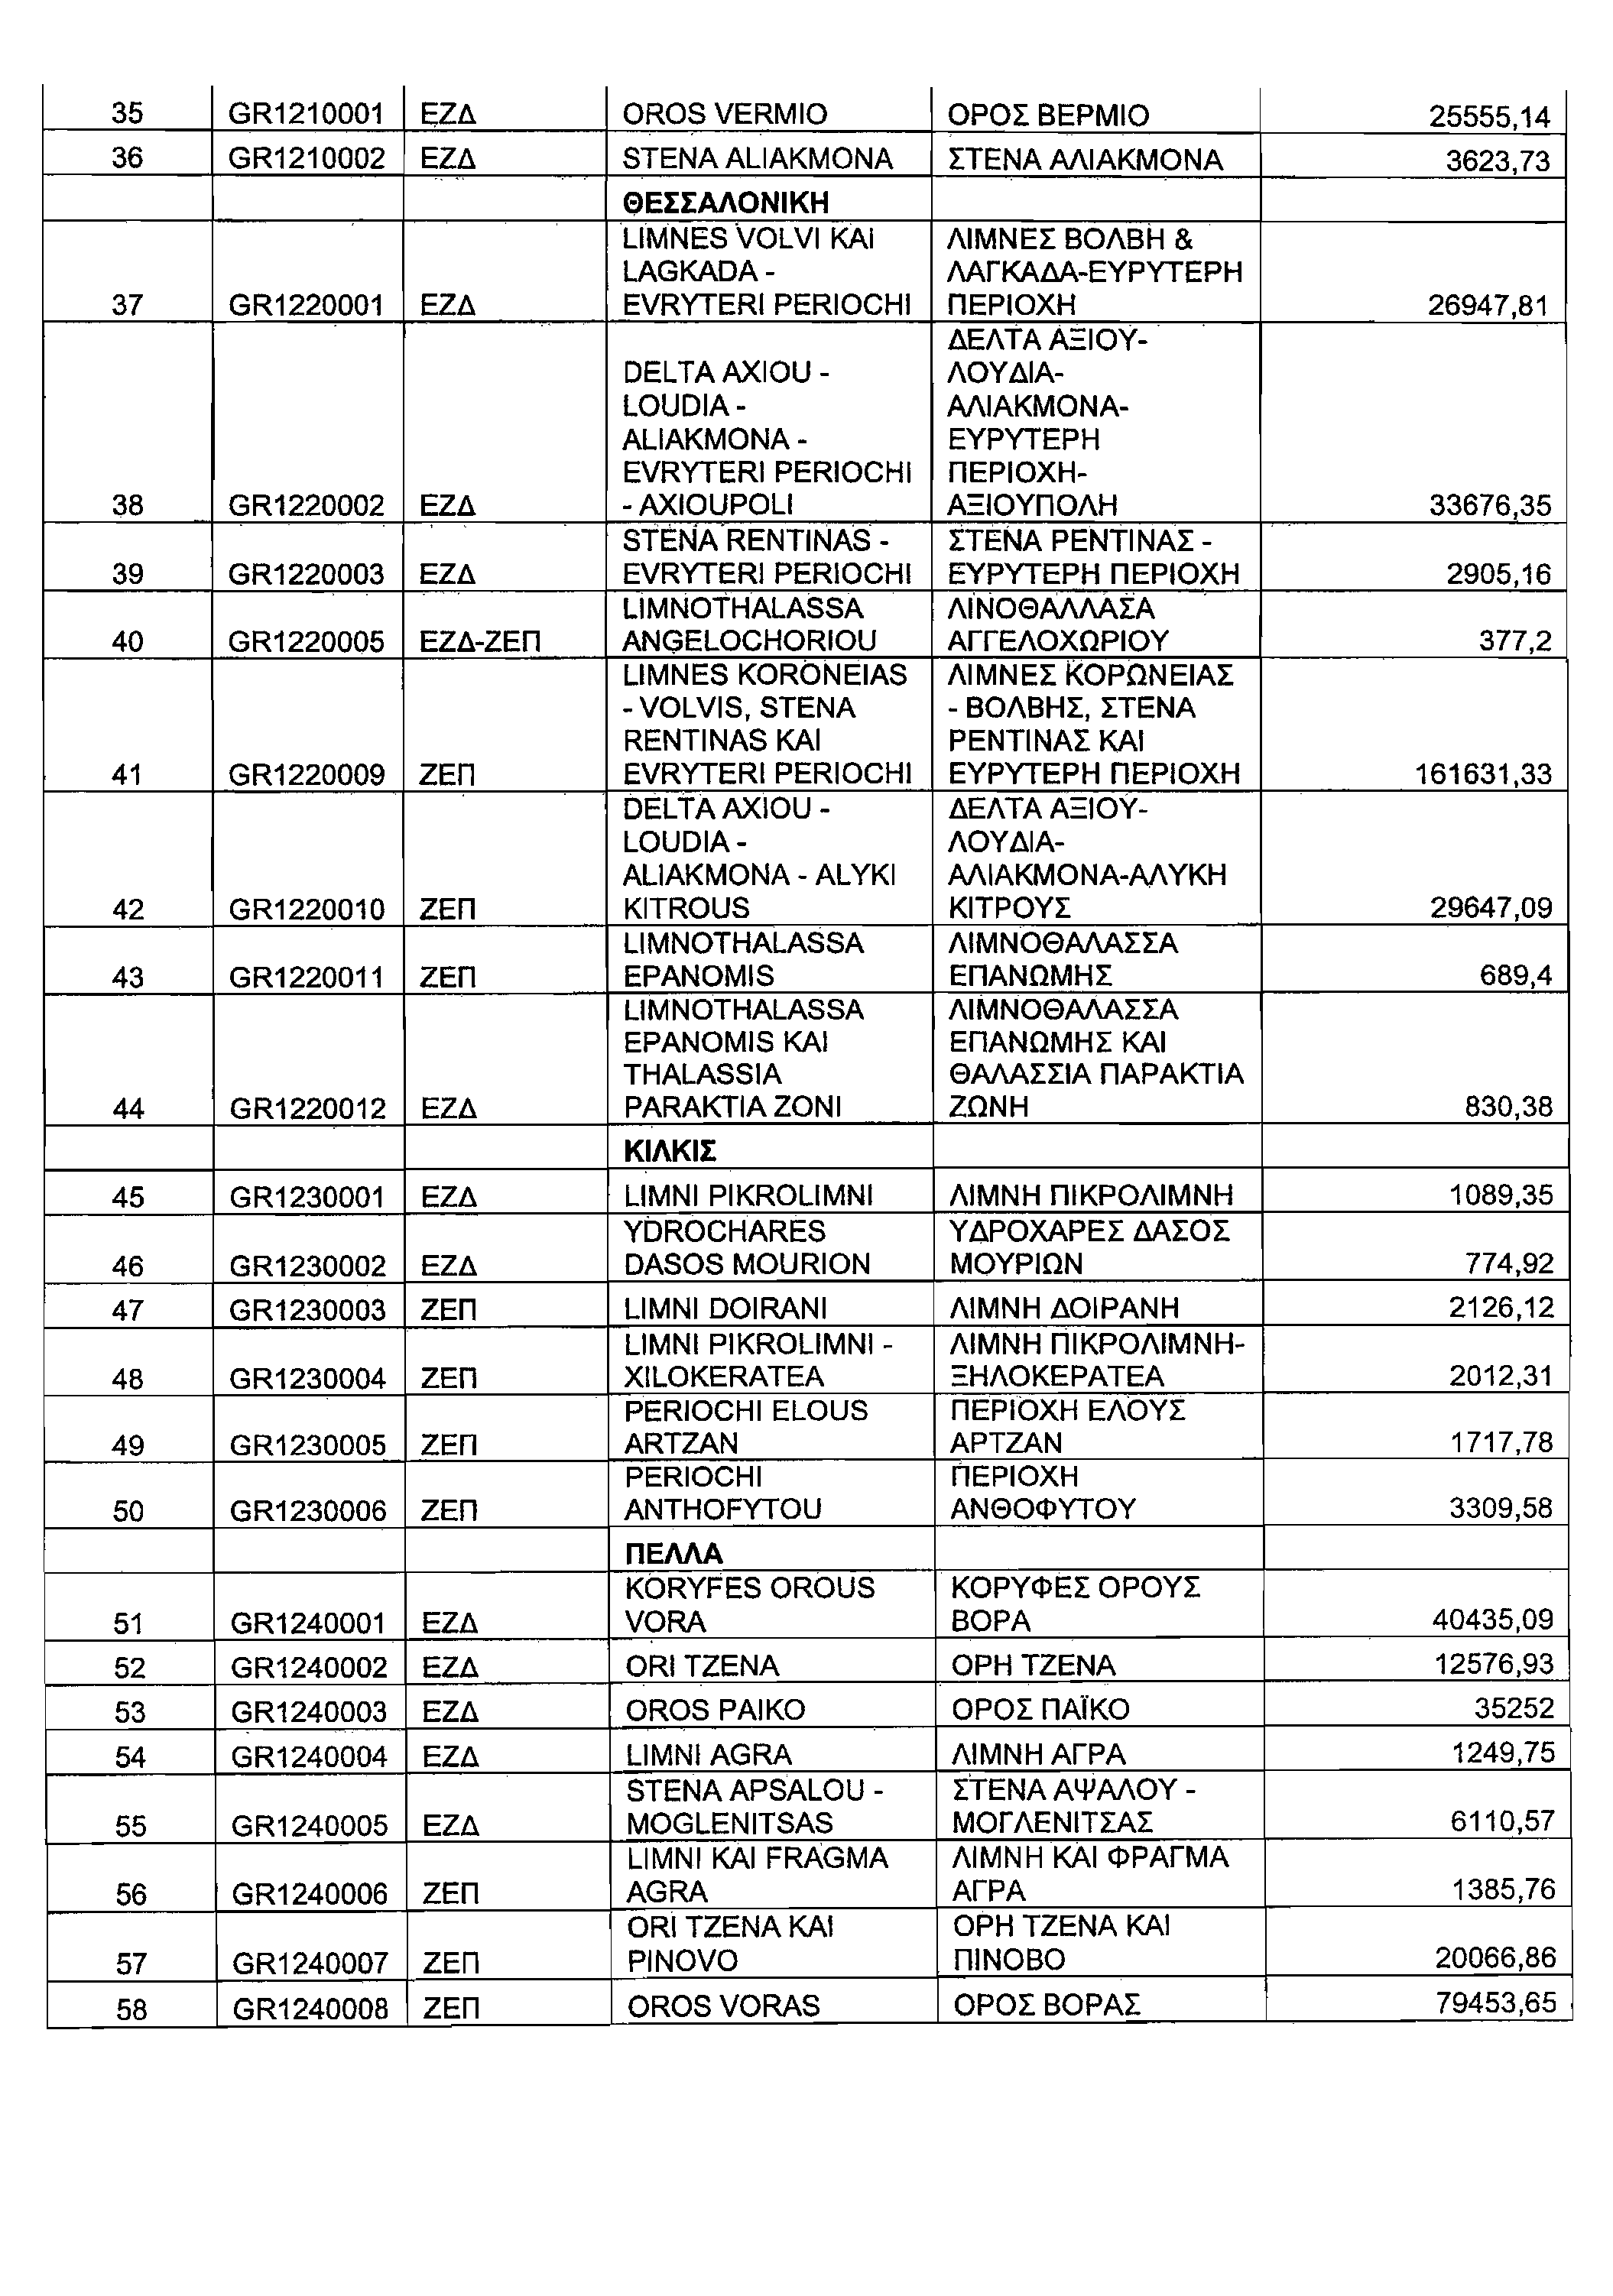 35 GR1210001 ΕΖΔ OROS VERMIO ΟΡΟΣ ΒΕΡΜΙΟ 25555,14
36 GR1210002 ΕΖΔ STENA ALIAKMONA ΣΤΕΝΑ ΑΛΙΑΚΜΟΝΑ 3623,73
ΘΕΣΣΑΛΟΝΙΚΗ
LIMNES VOLVI KAI ΛΙΜΝΕΣ ΒΟΛΒΗ &
LAGKADA - ΛΑΓΚΑΔΑ-ΕΥΡΥΤΕΡΗ
37 GR1220001 ΕΖΔ EVRYTERI PERIOCHI ΠΕΡΙΟΧΗ 26947,81
ΔΕΛΤΑ ΑΞΙΟΥ-
DELTA AXIOU - ΛΟΥΔΙΑ-
LOUDIA - ΑΛΙΑΚΜΟΝΑ-
ALIAKMONA - ΕΥΡΥΤΕΡΗ
EVRYTERI PERIOCHI ΠΕΡΙΟΧΗ-
38 GR1220002 ΕΖΔ - AXIOUPOLI ΑΞΙΟΥΠΟΛΗ 33676,35
STENA RENTINAS - ΣΤΕΝΑ ΡΕΝΤΙΝΑΣ -
39 GR1220003 ΕΖΔ EVRYTERI PERIOCHI ΕΥΡΥΤΕΡΗ ΠΕΡΙΟΧΗ 2905,16
LIMNOTHALASSA ΛΙΝΟΘΑΛΛΑΣΑ
40 GR1220005 ΕΖΔ-ΖΕΠ ANGELOCHORIOU ΑΓΓΕΛΟΧΩΡΙΟΥ 377,2
LIMNES KORONEIAS ΛΙΜΝΕΣ ΚΟΡΩΝΕΙΑΣ
- VOLVIS, STENA - ΒΟΛΒΗΣ, ΣΤΕΝΑ
RENTINAS KAI ΡΕΝΤΙΝΑΣ ΚΑΙ
41 GR1220009 ΖΕΠ EVRYTERI PERIOCHI ΕΥΡΥΤΕΡΗ ΠΕΡΙΟΧΗ 161631,33
DELTA AXIOU - ΔΕΛΤΑ ΑΞΙΟΥ-
LOUDIA - ΛΟΥΔΙΑ-
ALIAKMONA - ALYKI ΑΛΙΑΚΜΟΝΑ-ΑΛΥΚΗ
42 GR1220010 ΖΕΠ KITROUS ΚΙΤΡΟΥΣ 29647,09
LIMNOTHALASSA ΛΙΜΝΟΘΑΛΑΣΣΑ
43 GR1220011 ΖΕΠ EPANOMIS ΕΠΑΝΩΜΗΣ 689,4
LIMNOTHALASSA ΛΙΜΝΟΘΑΛΑΣΣΑ
EPANOMIS KAI ΕΠΑΝΩΜΗΣ ΚΑΙ
THALASSIA ΘΑΛΑΣΣΙΑ ΠΑΡΑΚΤΙΑ
44 GR1220012 ΕΖΔ PARAKTIA ZONI ΖΩΝΗ 830,38
ΚΙΛΚΙΣ
45 GR1230001 ΕΖΔ LIMNI PIKROLIMNI ΛΙΜΝΗ ΠΙΚΡΟΛΙΜΝΗ 1089,35
YDROCHARES ΥΔΡΟΧΑΡΕΣ ΔΑΣΟΣ
46 GR1230002 ΕΖΔ DASOS MOURION ΜΟΥΡΙΩΝ 774,92
47 GR1230003 ΖΕΠ LIMNI DOIRANI ΛΙΜΝΗ ΔΟΙΡΑΝΗ 2126,12
LIMNI PIKROLIMNI - ΛΙΜΝΗ ΠΙΚΡΟΛΙΜΝΗ-
48 GR1230004 ΖΕΠ XILOKERATEA ΞΗΛΟΚΕΡΑΤΕΑ 2012,31
PERIOCHI ELOUS ΠΕΡΙΟΧΗ ΕΛΟΥΣ
49 GR1230005 ΖΕΠ ARTZAN ΑΡΤΖΑΝ 1717,78
PERIOCHI ΠΕΡΙΟΧΗ
50 GR1230006 ΖΕΠ ANTHOFYTOU ΑΝΘΟΦΥΤΟΥ 3309,58
ΠΕΛΛΑ
KORYFES OROUS ΚΟΡΥΦΕΣ ΟΡΟΥΣ
51 GR1240001 ΕΖΔ VORA ΒΟΡΑ 40435,09
52 GR1240002 ΕΖΔ ORI TZENA ΟΡΗ ΤΖΕΝΑ 12576,93
53 GR1240003 ΕΖΔ OROS PAIKO ΟΡΟΣ ΠΑΪΚΟ 35252
54 GR1240004 ΕΖΔ LIMNI AGRA ΛΙΜΝΗ ΑΓΡΑ 1249,75
STENA APSALOU - ΣΤΕΝΑ ΑΨΑΛΟΥ -
55 GR1240005 ΕΖΔ MOGLENITSAS ΜΟΓΛΕΝΙΤΣΑΣ 6110,57
LIMNI KAI FRAGMA ΛΙΜΝΗ ΚΑΙ ΦΡΑΓΜΑ
56 GR1240006 ΖΕΠ AGRA ΑΓΡΑ 1385,76
ORI TZENA KAI ΟΡΗ ΤΖΕΝΑ ΚΑΙ
57 GR1240007 ΖΕΠ PINOVO ΠΙΝΟΒΟ 20066,86
58 GR1240008 ΖΕΠ OROS VORAS ΟΡΟΣ ΒΟΡΑΣ 79453,65